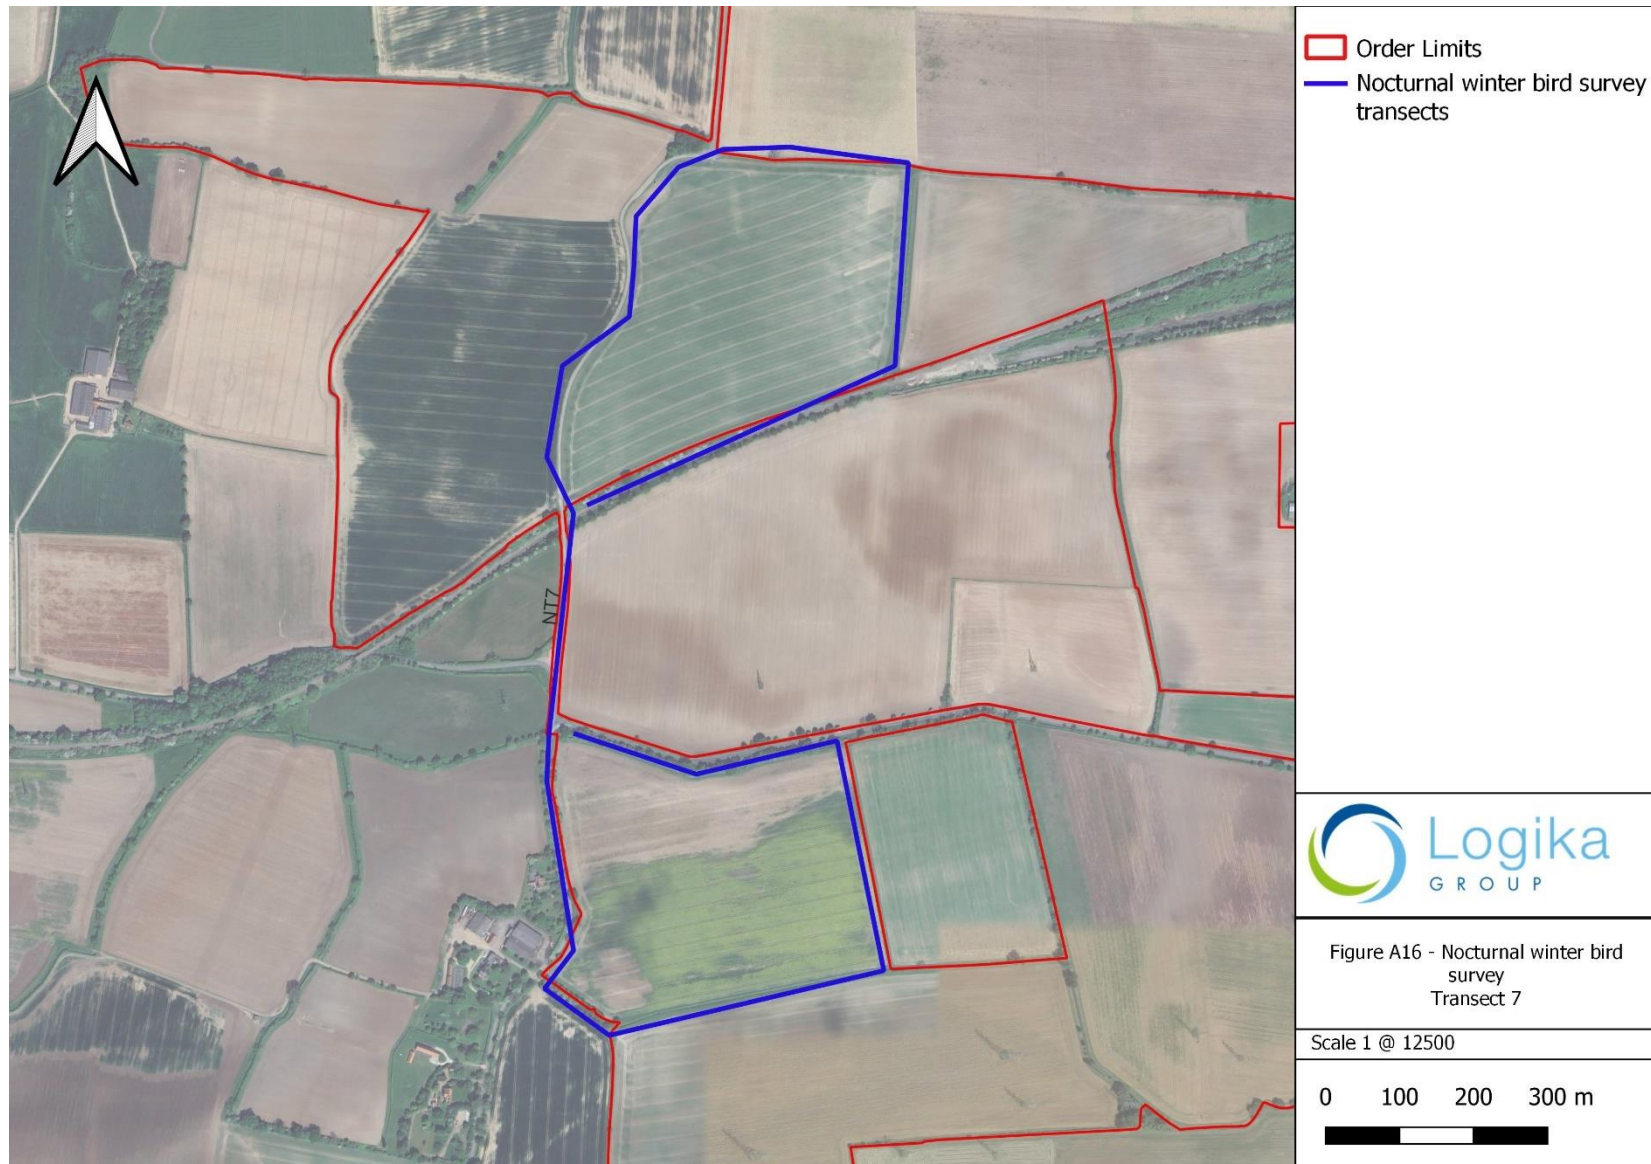 Order Limits
Nocturnal winter bird survey
transects
NT7
Logika
GROUP
Figure A16 - Nocturnal winter bird
survey
Transect 7
Scale 1 @ 12500
0 100 200 300 m